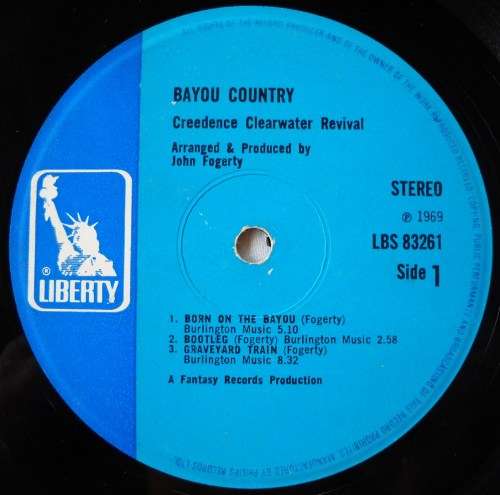 BAYOU COUNTRY
Creedence Clearwater Revival
Arranged & Produced by
John Fogerty
STEREO
℗ 1969
LBS 83261
Side 1
® LIBERTY
1. BORN ON THE BAYOU (Fogerty)
Burlington Music 5.10
2. BOOTLEG (Fogerty) Burlington Music 2.58
3. GRAVEYARD TRAIN (Fogerty)
Burlington Music 8.32
A Fantasy Records Production